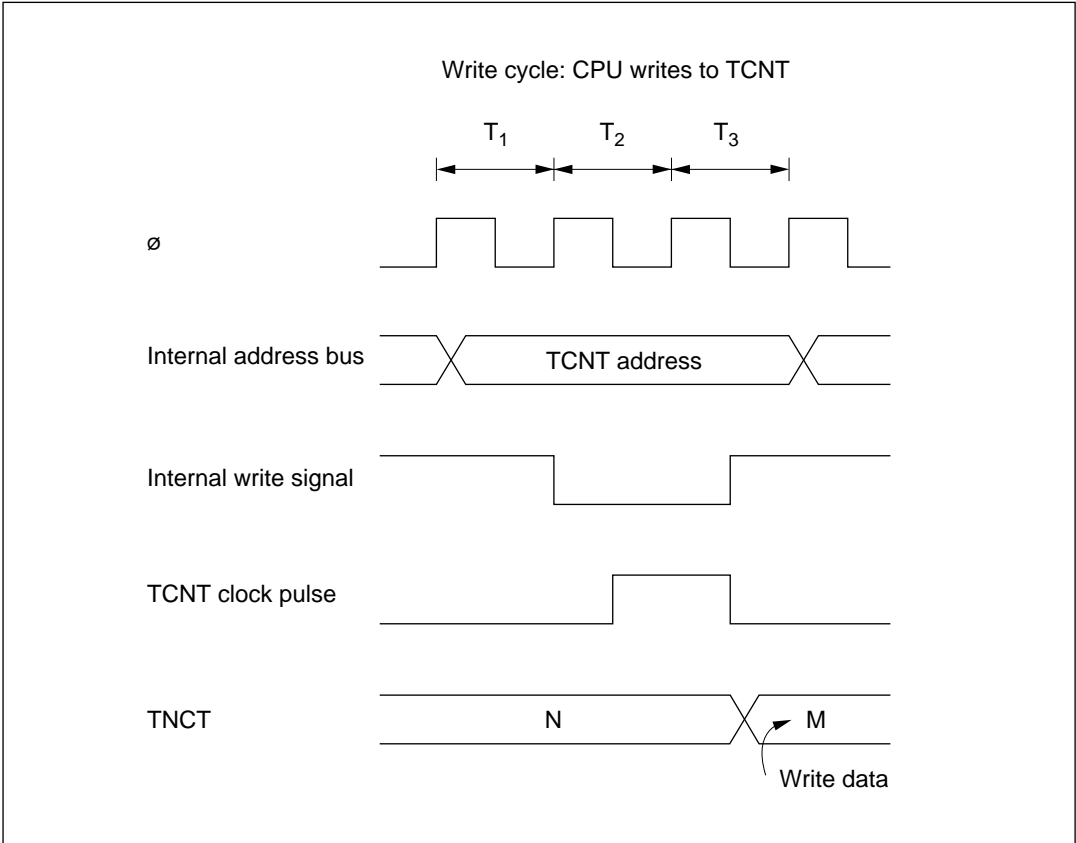 Write cycle: CPU writes to TCNT
T1 T2 T3
ø
Internal address bus
TCNT address
Internal write signal
TCNT clock pulse
TNCT
N
M
Write data